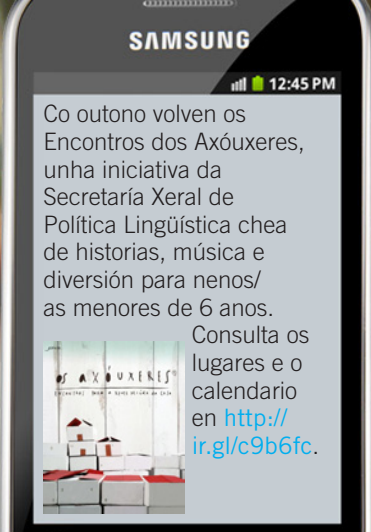 SAMSUNG
12:45 PM
Co outono volven os
Encontros dos Axóuxeres,
unha iniciativa da
Secretaría Xeral de
Política Lingüística chea
de historias, música e
diversión para nenos/
as menores de 6 anos.
Consulta os
lugares e o
calendario
en http://
ir.gl/c9b6fc.
os AXÓUXERES